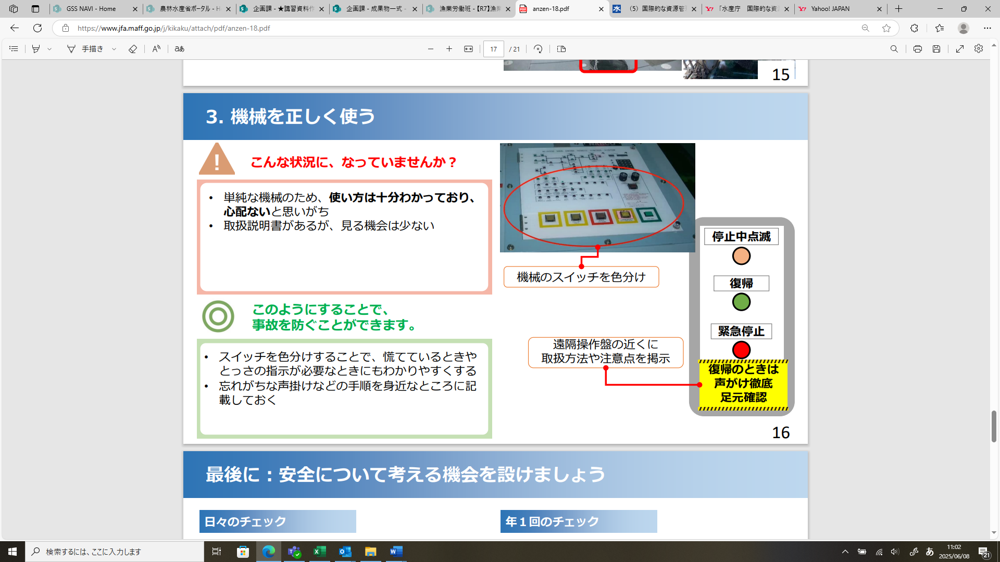 GSS NAVI - Home
農林水産省ポータル - H
企画課 - ★講習資料作
企画課 - 成果物一式 -
漁業労働班 - 【R7】漁業
anzen-18.pdf
（5）国際的な資源管
「水産庁　国際的な資
Yahoo! JAPAN
https://www.jfa.maff.go.jp/j/kikaku/attach/pdf/anzen-18.pdf
手描き
aあ
17 / 21
15
3. 機械を正しく使う
こんな状況に、なっていませんか？
• 単純な機械のため、使い方は十分わかっており、
心配ないと思いがち
• 取扱説明書があるが、見る機会は少ない
機械のスイッチを色分け
停止中点滅
復帰
緊急停止
このようにすることで、
事故を防ぐことができます。
• スイッチを色分けすることで、慌てているときや
とっさの指示が必要なときにもわかりやすくする
• 忘れがちな声掛けなどの手順を身近なところに記
載しておく
遠隔操作盤の近くに
取扱方法や注意点を掲示
復帰のときは
声がけ徹底
足元確認
16
最後に：安全について考える機会を設けましょう
日々のチェック
年１回のチェック
検索するには、ここに入力します
あ
11:02
2025/06/08
21